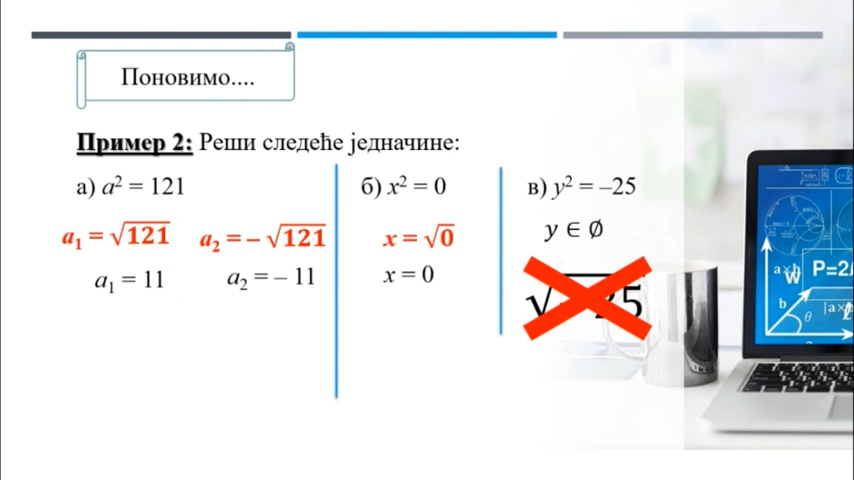 Поновимо....
Пример 2: Реши следеће једначине:
а) a² = 121
a₁ = √121 a₂ = – √121
a₁ = 11 a₂ = – 11
б) x² = 0
x = √0
x = 0
в) y² = –25
y ∈ ∅
P=2
a×b
W
b
θ
|a×